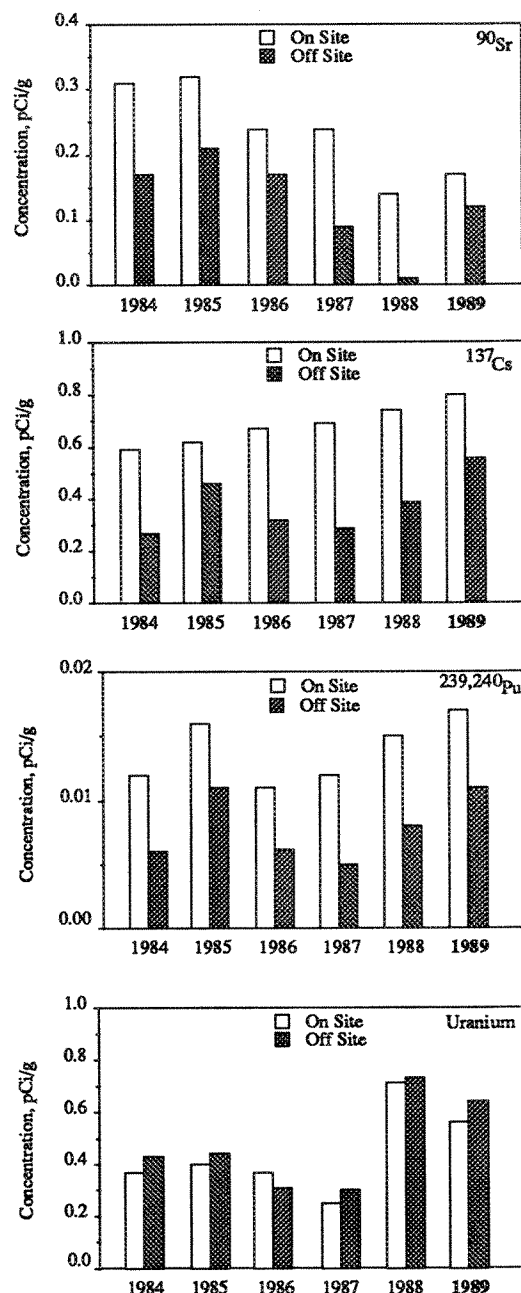 Concentration, pCi/g
0.4
0.3
0.2
0.1
0.0
On Site
Off Site
90Sr
1984 1985 1986 1987 1988 1989
Concentration, pCi/g
1.0
0.8
0.6
0.4
0.2
0.0
On Site
Off Site
137Cs
1984 1985 1986 1987 1988 1989
Concentration, pCi/g
0.02
0.01
0.00
On Site
Off Site
239,240Pu
1984 1985 1986 1987 1988 1989
Concentration, pCi/g
1.0
0.8
0.6
0.4
0.2
0.0
On Site
Off Site
Uranium
1984 1985 1986 1987 1988 1989